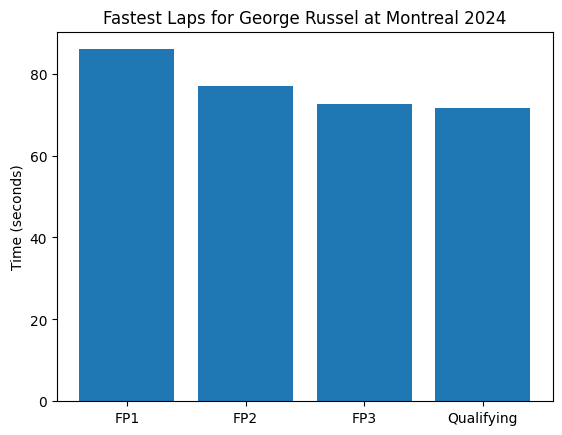 Fastest Laps for George Russel at Montreal 2024
Time (seconds)
80
60
40
20
0
FP1
FP2
FP3
Qualifying